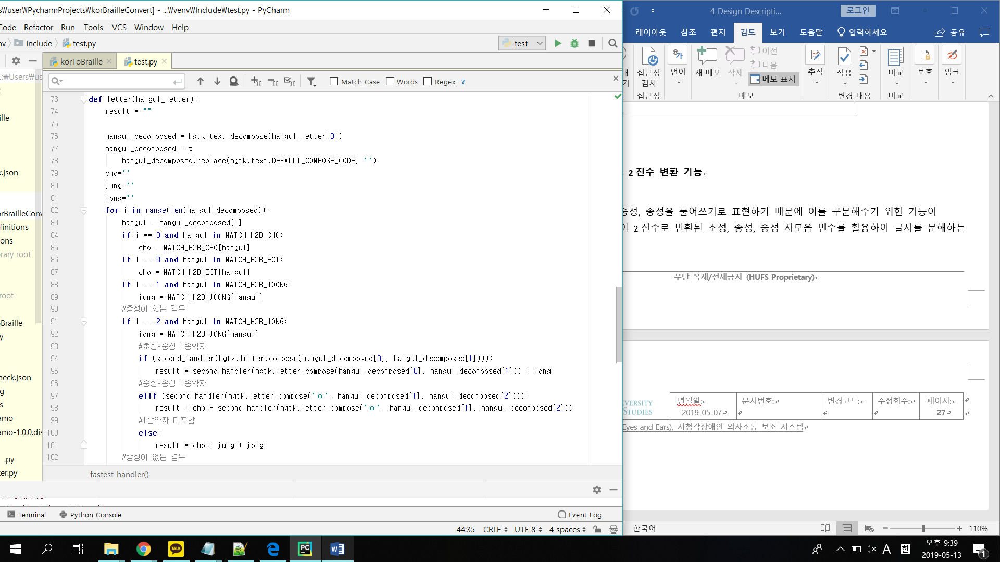 s₩user₩PycharmProjects₩korBrailleConvert] - ...₩venv₩Include₩test.py - PyCharm
Code Refactor Run Tools VCS Window Help
nv Include test.py
test
korToBraille test.py
C:₩Users₩us
Match Case Words Regex ?
ille
k.json
orBrailleConv
finitions
ons
rary root
root
oBraille
y
heck.json
g
s
amo
amo-1.0.0.dis
_.py
ter.py
73 def letter(hangul_letter):
74 result = ""
75
76 hangul_decomposed = hgtk.text.decompose(hangul_letter[0])
77 hangul_decomposed = ₩
78 hangul_decomposed.replace(hgtk.text.DEFAULT_COMPOSE_CODE, '')
79 cho=''
80 jung=''
81 jong=''
82 for i in range(len(hangul_decomposed)):
83 hangul = hangul_decomposed[i]
84 if i == 0 and hangul in MATCH_H2B_CHO:
85 cho = MATCH_H2B_CHO[hangul]
86 if i == 0 and hangul in MATCH_H2B_ECT:
87 cho = MATCH_H2B_ECT[hangul]
88 if i == 1 and hangul in MATCH_H2B_JOONG:
89 jung = MATCH_H2B_JOONG[hangul]
90 #종성이 있는 경우
91 if i == 2 and hangul in MATCH_H2B_JONG:
92 jong = MATCH_H2B_JONG[hangul]
93 #초성+중성 1종약자
94 if (second_handler(hgtk.letter.compose(hangul_decomposed[0], hangul_decomposed[1]))):
95 result = second_handler(hgtk.letter.compose(hangul_decomposed[0], hangul_decomposed[1])) + jong
96 #중성+종성 1종약자
97 elif (second_handler(hgtk.letter.compose('ㅇ', hangul_decomposed[1], hangul_decomposed[2]))):
98 result = cho + second_handler(hgtk.letter.compose('ㅇ', hangul_decomposed[1], hangul_decomposed[2]))
99 #1종약자 미포함
100 else:
101 result = cho + jung + jong
102 #종성이 없는 경우
fastest_handler()
Terminal Python Console Event Log
44:35 CRLF UTF-8 4 spaces
4_Design Descripti... 로그인
레이아웃 참조 편지 검토 보기 도움말 입력하세요 공유
접근성 검사
언어
새 메모
삭제
이전
다음
메모 표시
추적
적용
비교
보호
잉크
접근성 메모 변경 내용 비교
2진수 변환 기능
중성, 종성을 풀어쓰기로 표현하기 때문에 이를 구분해주기 위한 기능이
이 2진수로 변환된 초성, 종성, 중성 자모음 변수를 활용하여 글자를 분해하는
무단 복제/전제금지 (HUFS Proprietary)
VERSITY
STUDIES
년월일: 문서번호: 변경코드: 수정회수: 페이지:
2019-05-07 27
Eyes and Ears), 시청각장애인 의사소통 보조 시스템
한국어 110%
TALK
A 한 오후 9:39
2019-05-13
1